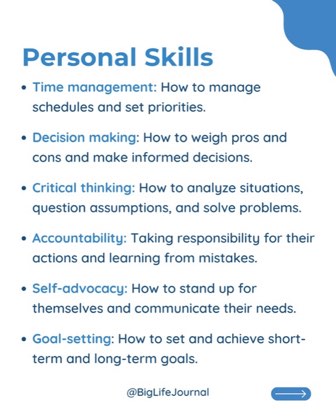 Personal Skills
• Time management: How to manage
schedules and set priorities.
• Decision making: How to weigh pros and
cons and make informed decisions.
• Critical thinking: How to analyze situations,
question assumptions, and solve problems.
• Accountability: Taking responsibility for their
actions and learning from mistakes.
• Self-advocacy: How to stand up for
themselves and communicate their needs.
• Goal-setting: How to set and achieve short-
term and long-term goals.
@BigLifeJournal